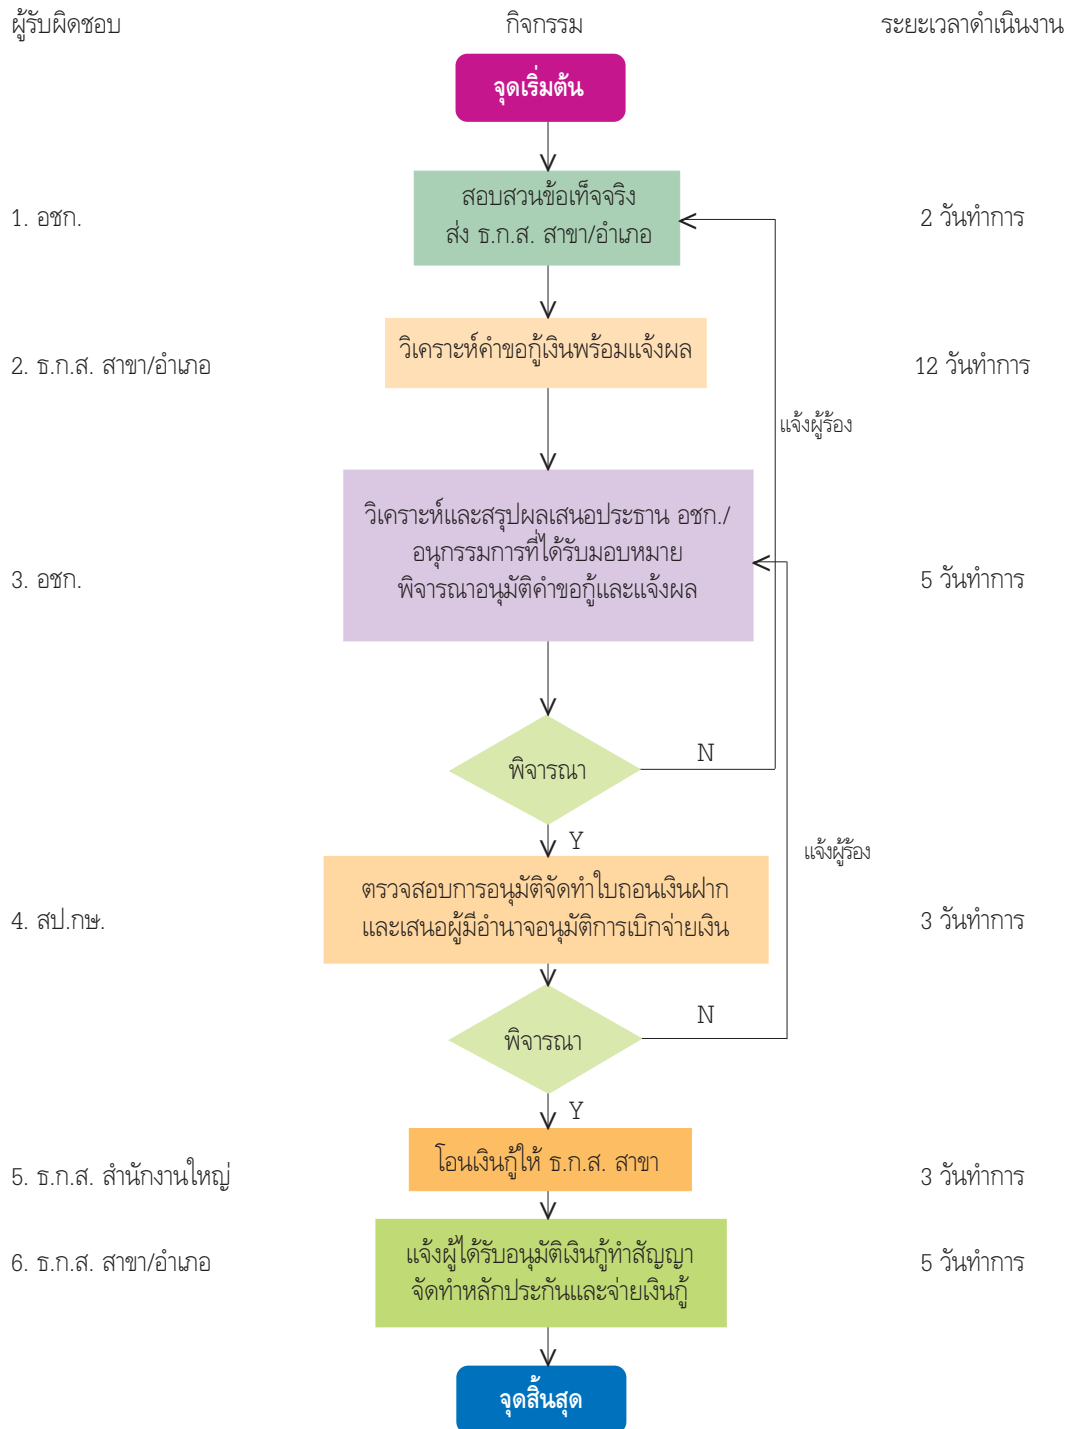 ผู้รับผิดชอบ กิจกรรม ระยะเวลาดำเนินงาน
จุดเริ่มต้น
สอบสวนข้อเท็จจริง
1. อชก. ส่ง ธ.ก.ส. สาขา/อำเภอ 2 วันทำการ
วิเคราะห์คำขอกู้เงินพร้อมแจ้งผล
2. ธ.ก.ส. สาขา/อำเภอ 12 วันทำการ
แจ้งผู้ร้อง
วิเคราะห์และสรุปผลเสนอประธาน อชก./
อนุกรรมการที่ได้รับมอบหมาย
3. อชก. พิจารณาอนุมัติคำขอกู้และแจ้งผล 5 วันทำการ
พิจารณา N
Y
แจ้งผู้ร้อง
ตรวจสอบการอนุมัติจัดทำใบถอนเงินฝาก
4. สป.กษ. และเสนอผู้มีอำนาจอนุมัติการเบิกจ่ายเงิน 3 วันทำการ
พิจารณา N
Y
5. ธ.ก.ส. สำนักงานใหญ่ โอนเงินกู้ให้ ธ.ก.ส. สาขา 3 วันทำการ
6. ธ.ก.ส. สาขา/อำเภอ แจ้งผู้ได้รับอนุมัติเงินกู้ทำสัญญา 5 วันทำการ
จัดทำหลักประกันและจ่ายเงินกู้
จุดสิ้นสุด